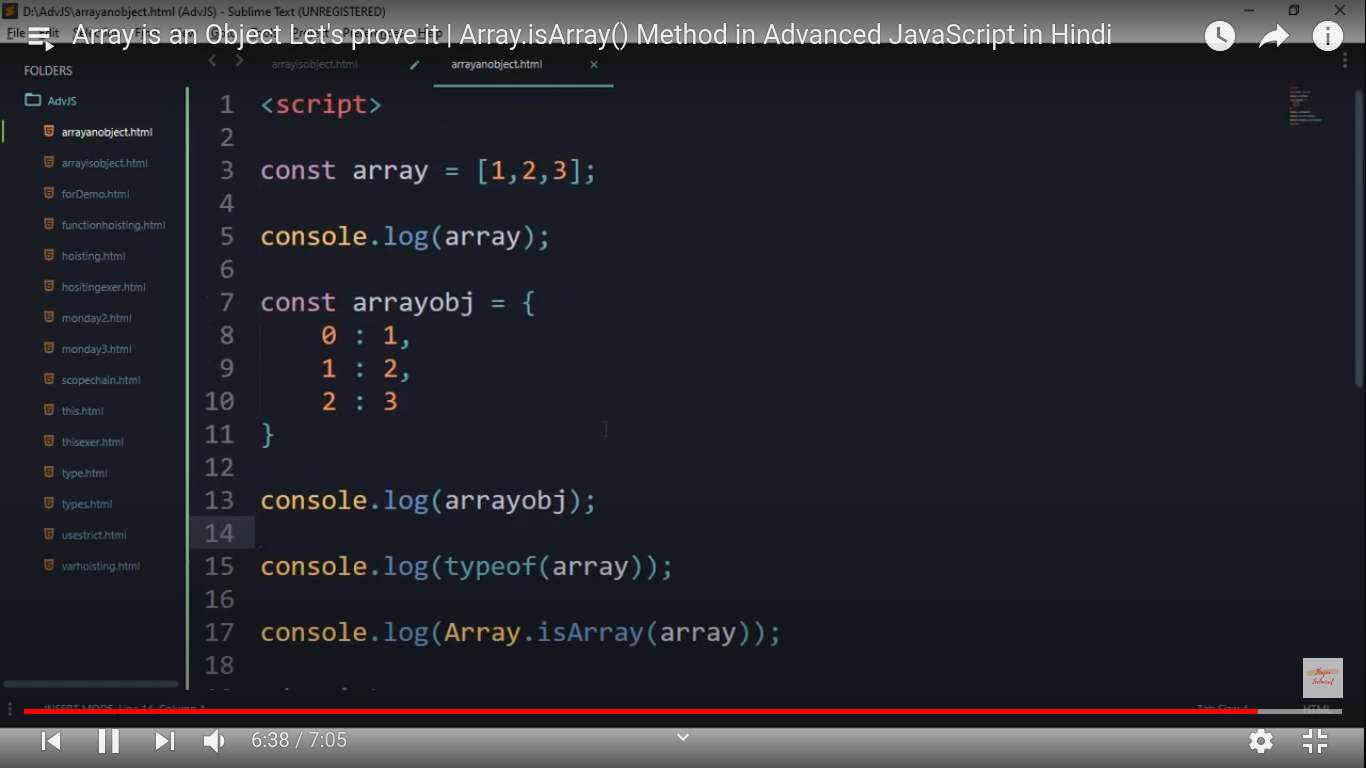 D:\AdvJS\arrayanobject.html (AdvJS) - Sublime Text (UNREGISTERED)
File
Help
Array is an Object Let's prove it | Array.isArray() Method in Advanced JavaScript in Hindi
FOLDERS
AdvJS
arrayanobject.html
arrayisobject.html
forDemo.html
functionhoisting.html
hoisting.html
hositingexer.html
monday2.html
monday3.html
scopechain.html
this.html
thisexer.html
type.html
types.html
usestrict.html
varhoisting.html
arrayisobject.html
arrayanobject.html ×
1 <script>
2
3 const array = [1,2,3];
4
5 console.log(array);
6
7 const arrayobj = {
8 0 : 1,
9 1 : 2,
10 2 : 3
11 }
12
13 console.log(arrayobj);
14
15 console.log(typeof(array));
16
17 console.log(Array.isArray(array));
18
Thapa
Technical
INSERT MODE, Line 14, Column 1
Tab Size: 4
HTML
6:38 / 7:05